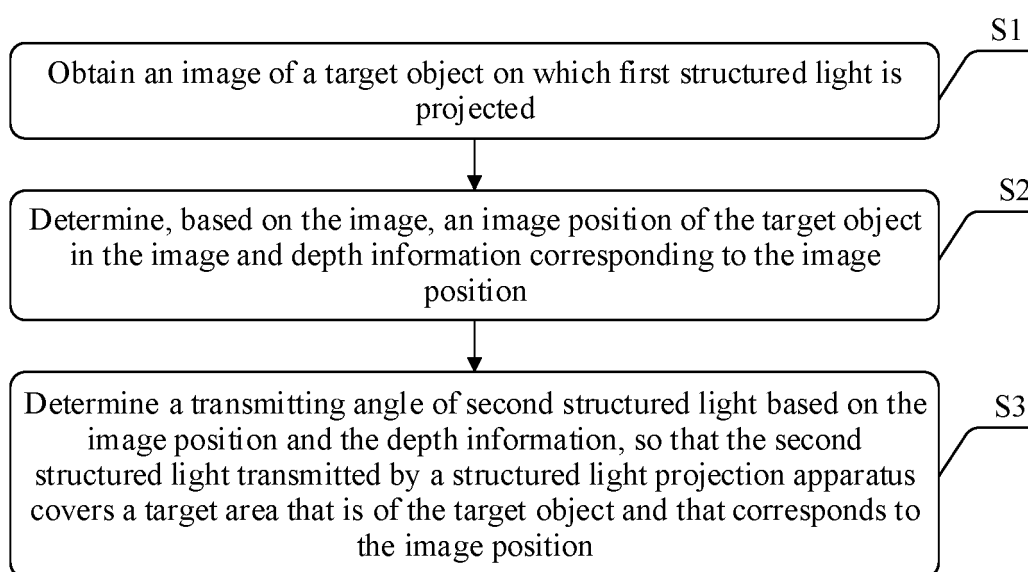 S1
Obtain an image of a target object on which first structured light is
projected
S2
Determine, based on the image, an image position of the target object
in the image and depth information corresponding to the image
position
S3
Determine a transmitting angle of second structured light based on the
image position and the depth information, so that the second
structured light transmitted by a structured light projection apparatus
covers a target area that is of the target object and that corresponds to
the image position